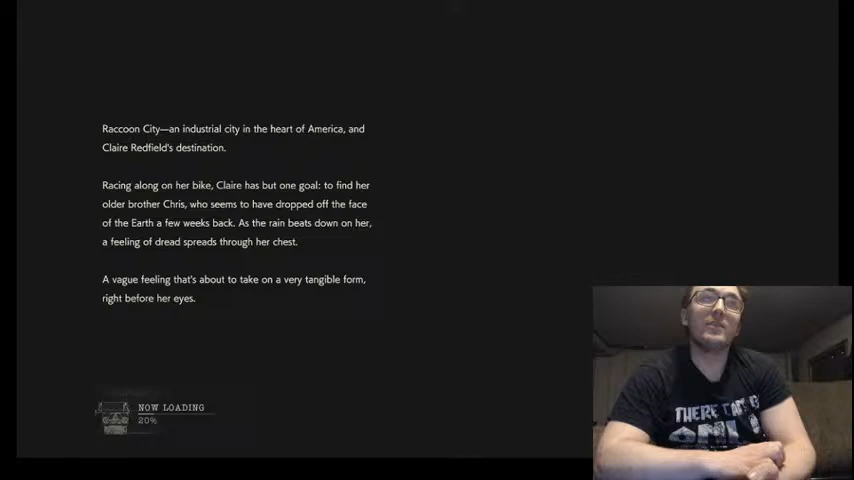 Raccoon City—an industrial city in the heart of America, and
Claire Redfield's destination.
Racing along on her bike, Claire has but one goal: to find her
older brother Chris, who seems to have dropped off the face
of the Earth a few weeks back. As the rain beats down on her,
a feeling of dread spreads through her chest.
A vague feeling that's about to take on a very tangible form,
right before her eyes.
NOW LOADING
20%
THERE CAN BE
ONLY